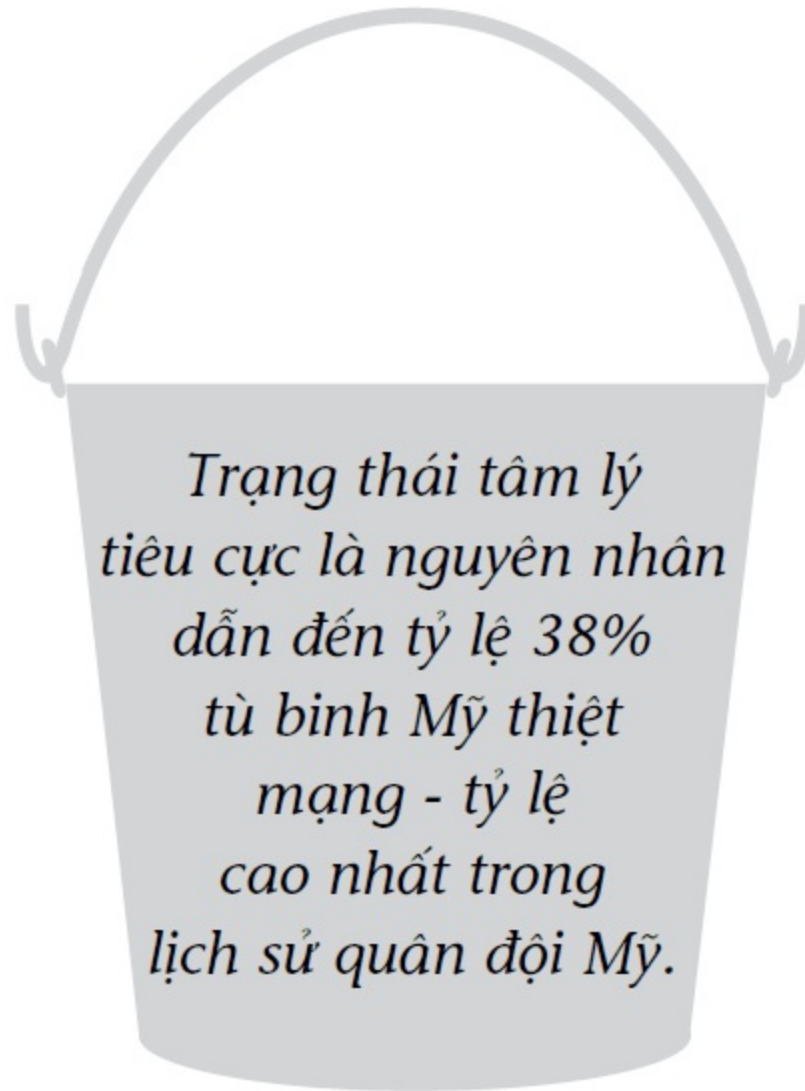 Trạng thái tâm lý
tiêu cực là nguyên nhân
dẫn đến tỷ lệ 38%
tù binh Mỹ thiệt
mạng - tỷ lệ
cao nhất trong
lịch sử quân đội Mỹ.